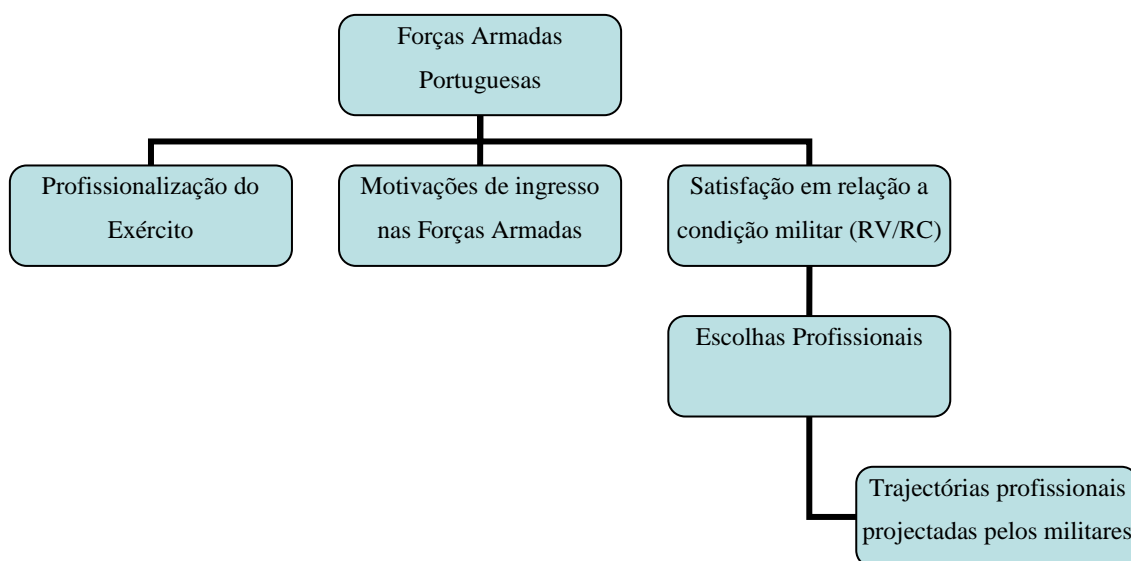 Forças Armadas
Portuguesas
Profissionalização do
Exército
Motivações de ingresso
nas Forças Armadas
Satisfação em relação a
condição militar (RV/RC)
Escolhas Profissionais
Trajectórias profissionais
projectadas pelos militares